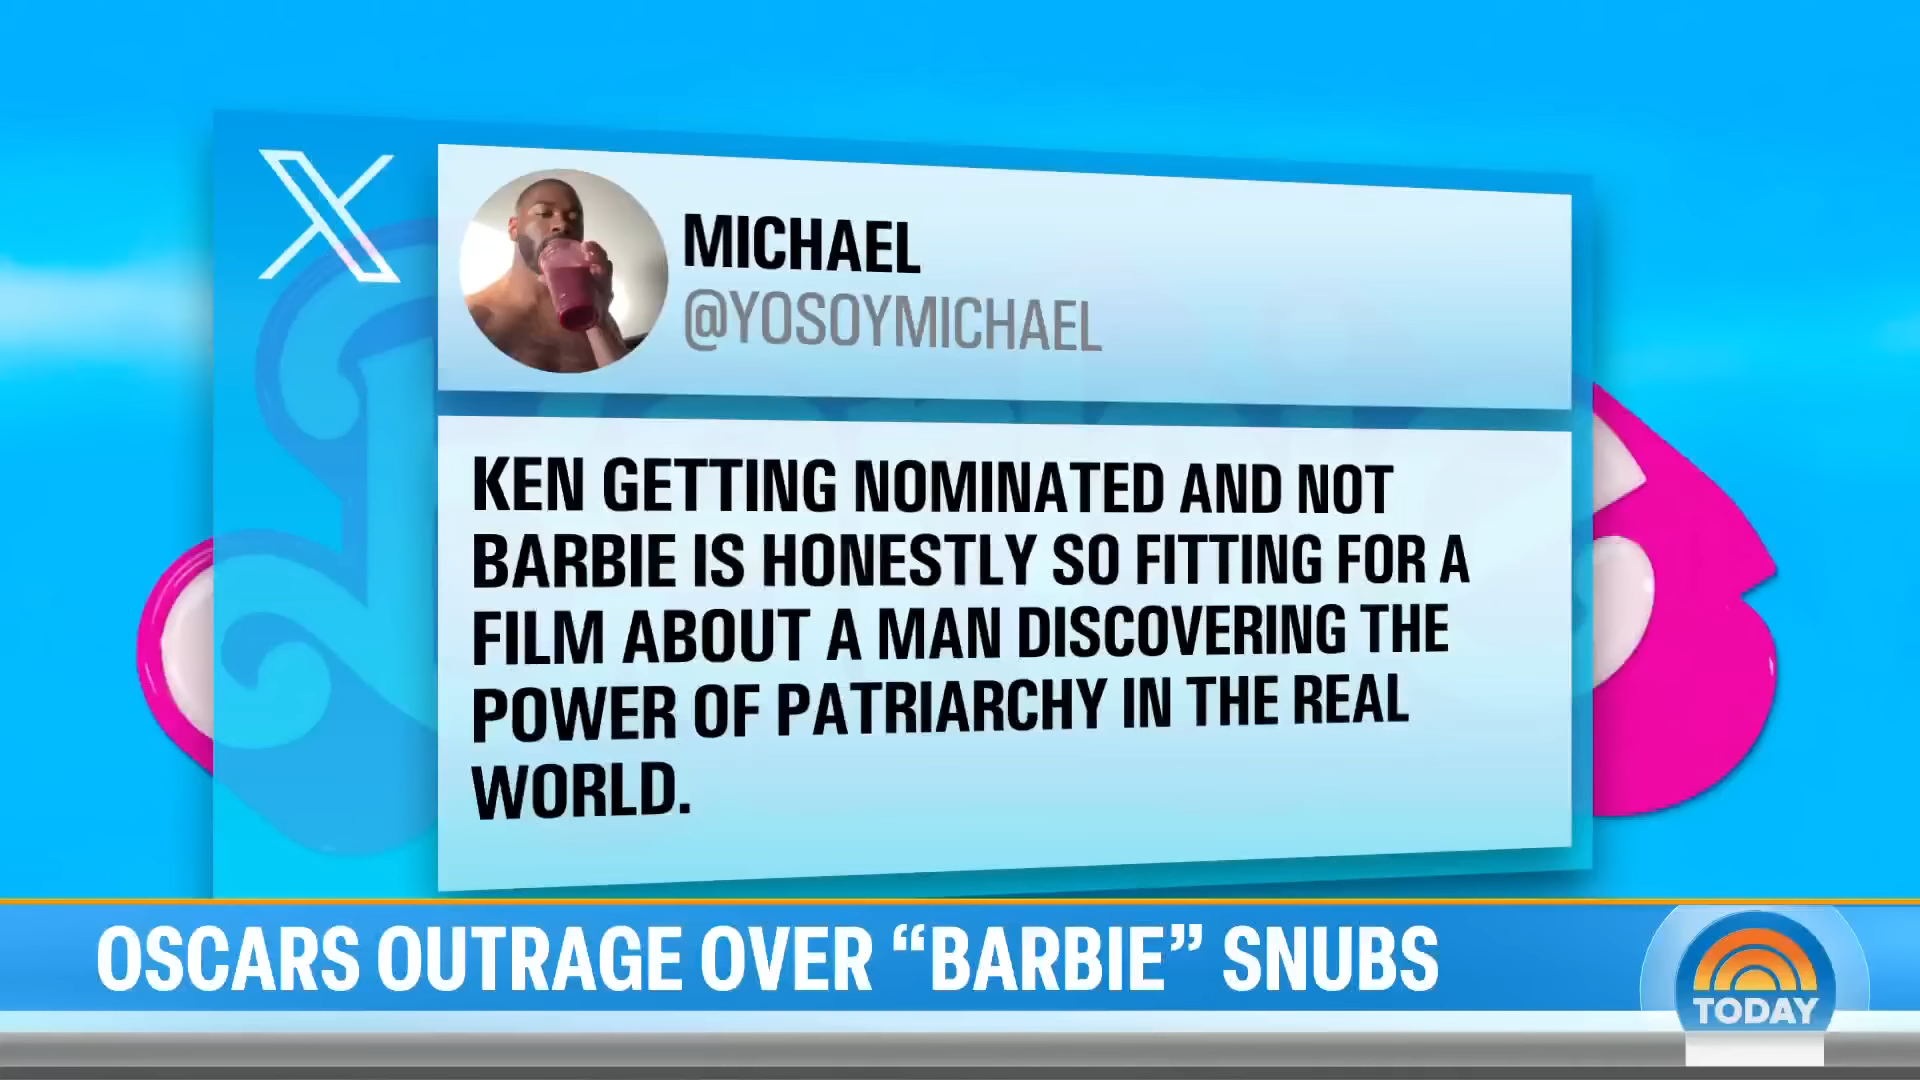 X
MICHAEL
@YOSOYMICHAEL
KEN GETTING NOMINATED AND NOT
BARBIE IS HONESTLY SO FITTING FOR A
FILM ABOUT A MAN DISCOVERING THE
POWER OF PATRIARCHY IN THE REAL
WORLD.
OSCARS OUTRAGE OVER “BARBIE” SNUBS
TODAY